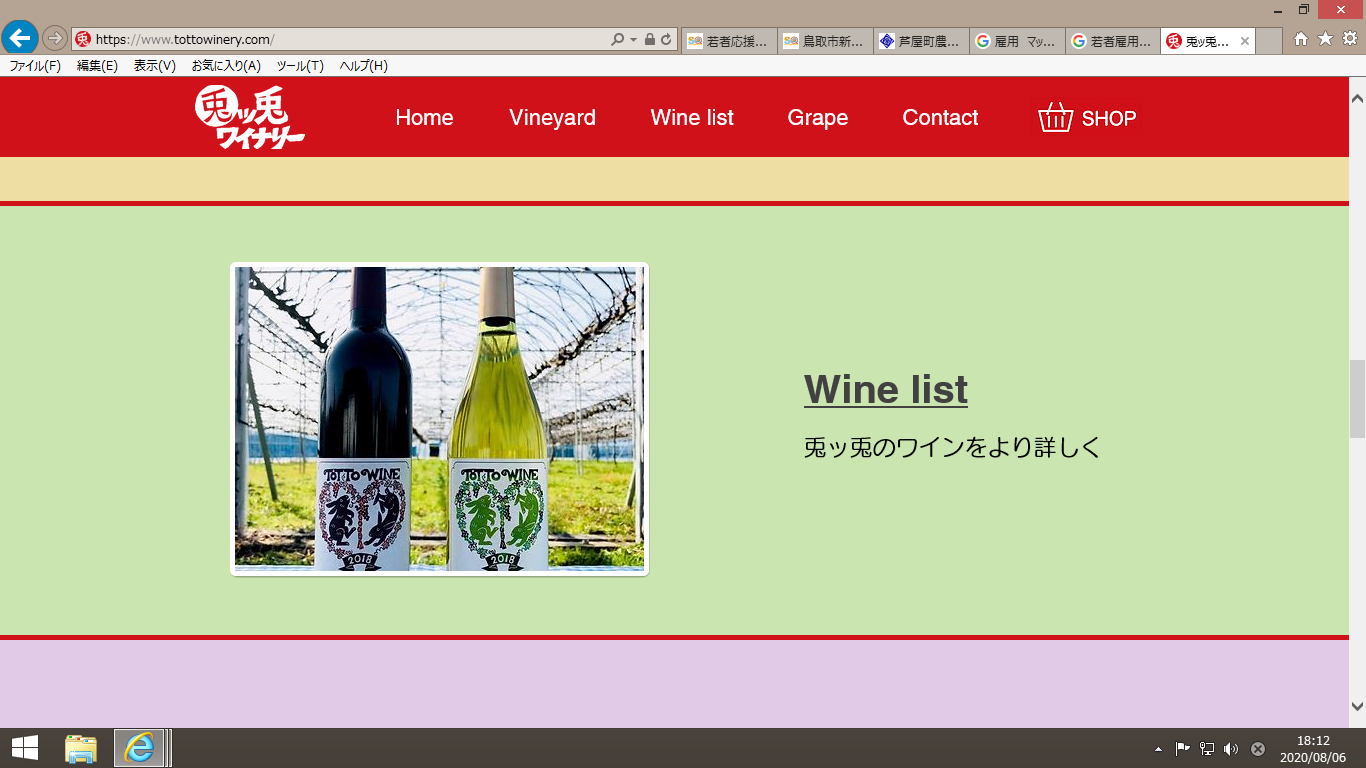 https://www.tottowinery.com/
若者応援...
鳥取市新...
芦屋町農...
雇用 マッ...
若者雇用...
兎ッ兎...
ファイル(F) 編集(E) 表示(V) お気に入り(A) ツール(T) ヘルプ(H)
兎ッ兎
ワイナリー
Home Vineyard Wine list Grape Contact SHOP
TOTTO WINE
2018
TOTTO WINE
2018
Wine list
兎ッ兎のワインをより詳しく
18:12
2020/08/06